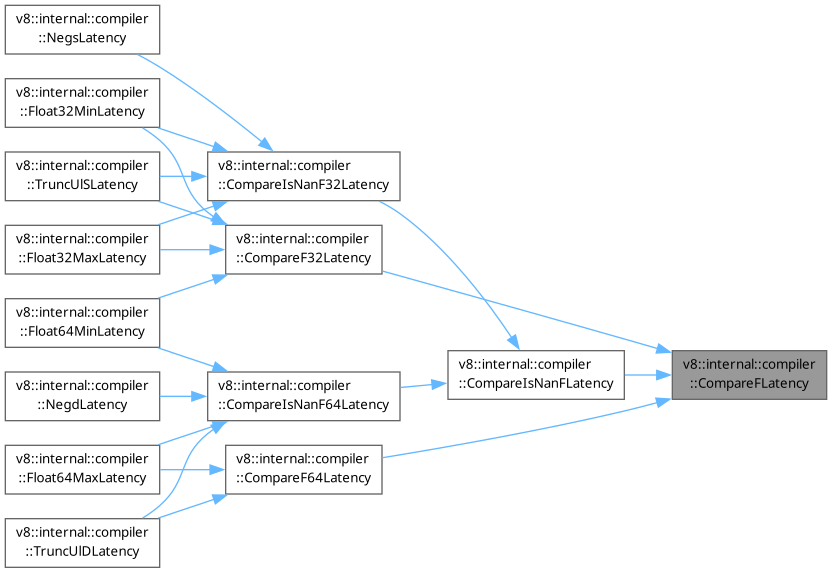 v8::internal::compiler
::NegsLatency
v8::internal::compiler
::Float32MinLatency
v8::internal::compiler
::TruncUlSLatency
v8::internal::compiler
::Float32MaxLatency
v8::internal::compiler
::Float64MinLatency
v8::internal::compiler
::NegdLatency
v8::internal::compiler
::Float64MaxLatency
v8::internal::compiler
::TruncUlDLatency
v8::internal::compiler
::CompareIsNanF32Latency
v8::internal::compiler
::CompareF32Latency
v8::internal::compiler
::CompareIsNanF64Latency
v8::internal::compiler
::CompareF64Latency
v8::internal::compiler
::CompareIsNanFLatency
v8::internal::compiler
::CompareFLatency